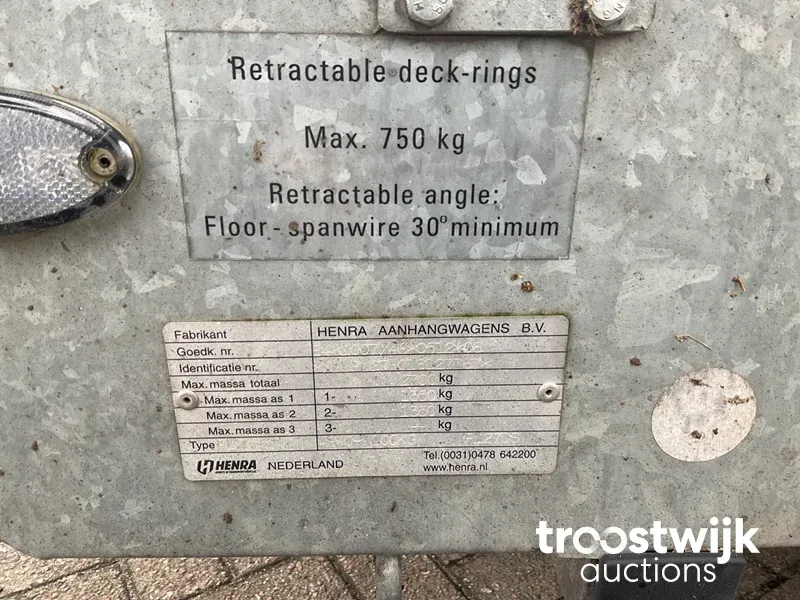 Retractable deck-rings
Max. 750 kg
Retractable angle:
Floor - spanwire 30° minimum
Fabrikant HENRA AANHANGWAGENS B.V.
Goedk. nr.
Identificatie nr.
Max. massa totaal kg
Max. massa as 1 1- kg
Max. massa as 2 2- kg
Max. massa as 3 3- kg
Type
HENRA NEDERLAND
Tel.(0031)0478 642200
www.henra.nl
troostwijk
auctions